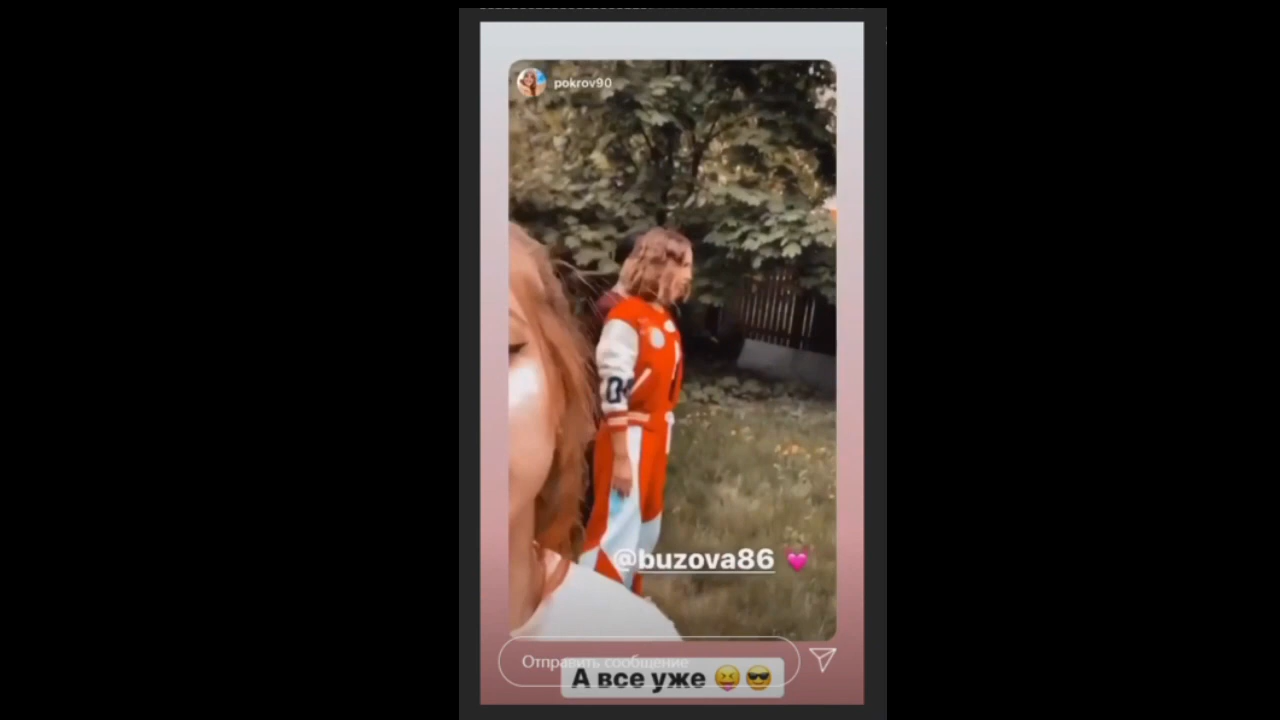 pokrov90
@buzova86 💓
Отправить сообщение
А все уже 😝😎